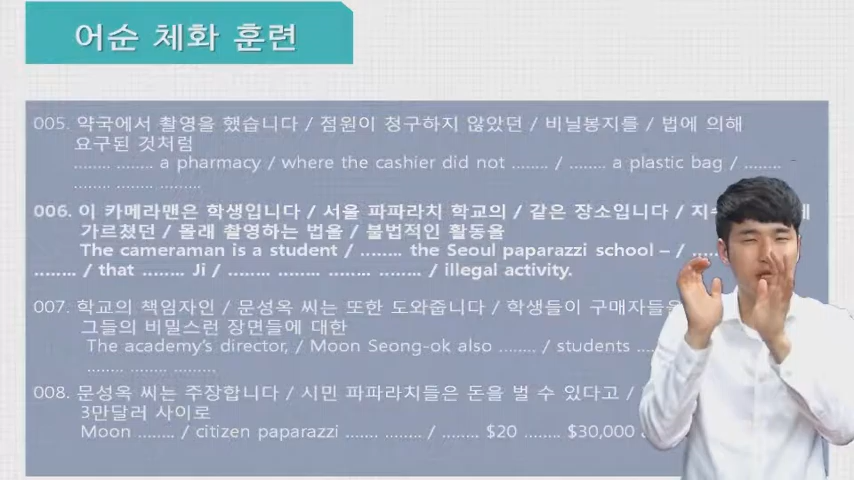 어순 체화 훈련
005. 약국에서 촬영을 했습니다 / 점원이 청구하지 않았던 / 비닐봉지를 / 법에 의해
요구된 것처럼
........ ........ a pharmacy / where the cashier did not ........ / ........ a plastic bag / ........
........ ........ .........
006. 이 카메라맨은 학생입니다 / 서울 파파라치 학교의 / 같은 장소입니다 /
가르쳤던 / 몰래 촬영하는 법을 / 불법적인 활동을
The cameraman is a student / ........ the Seoul paparazzi school – /
........ / that ........ Ji / ........ ........ ........ ........ / illegal activity.
007. 학교의 책임자인 / 문성옥 씨는 또한 도와줍니다 / 학생들이
그들의 비밀스런 장면들에 대한
The academy's director, / Moon Seong-ok also ........ / students
........ ........ .........
008. 문성옥 씨는 주장합니다 / 시민 파파라치들은 돈을 벌 수 있다고 /
3만달러 사이로
Moon ........ / citizen paparazzi ....... ........ / ........ $20 ........ $30,000